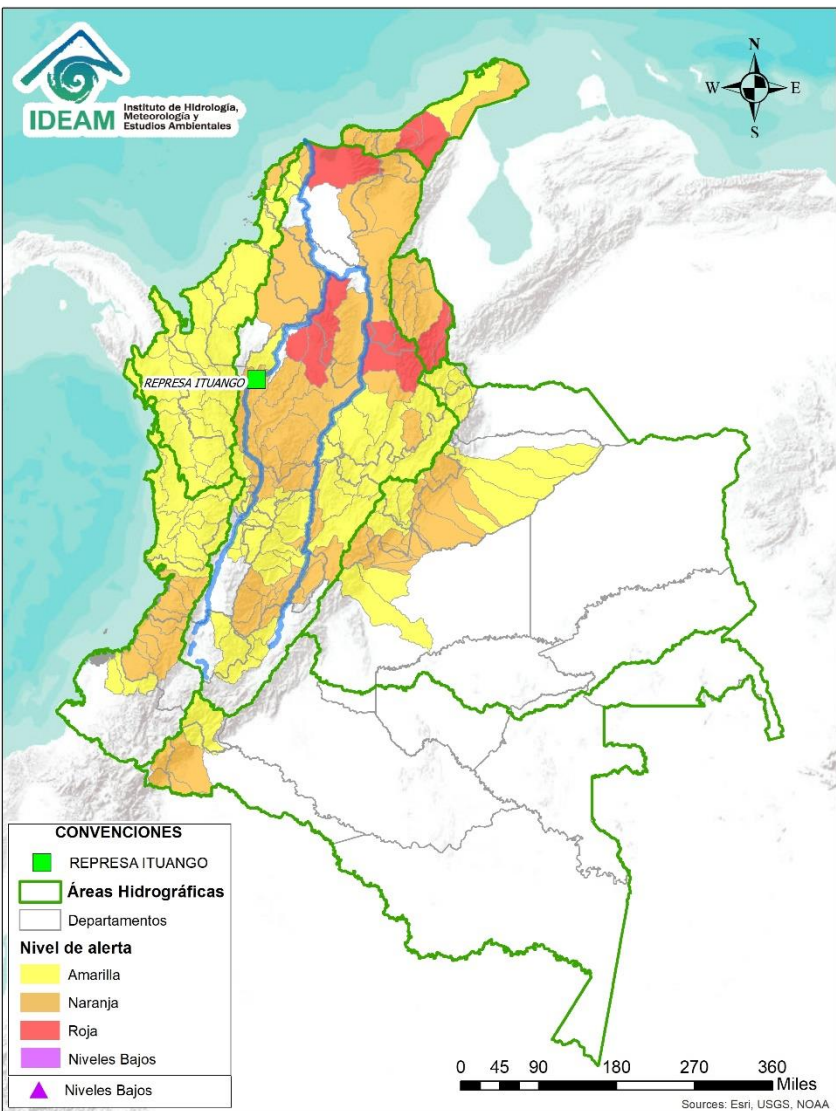 IDEAM
Instituto de Hidrología,
Meteorología y
Estudios Ambientales
N
W
E
S
REPRESA ITUANGO
CONVENCIONES
REPRESA ITUANGO
Áreas Hidrográficas
Departamentos
Nivel de alerta
Amarilla
Naranja
Roja
Niveles Bajos
Niveles Bajos
0 45 90 180 270 360
Miles
Sources: Esri, USGS, NOAA